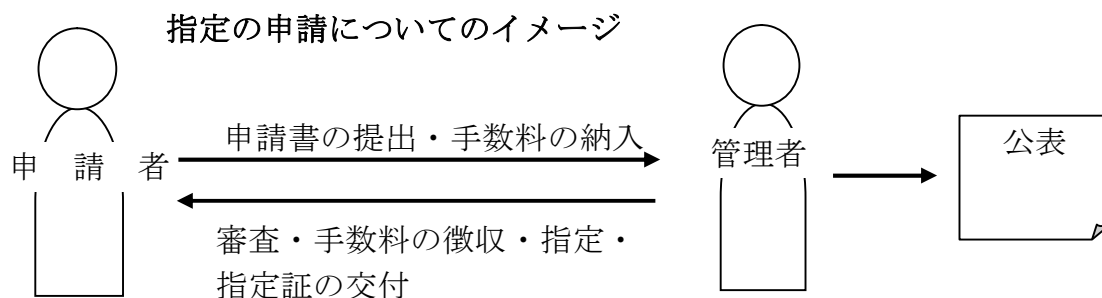 指定の申請についてのイメージ
申請書の提出・手数料の納入
申請者
管理者
公表
審査・手数料の徴収・指定・
指定証の交付